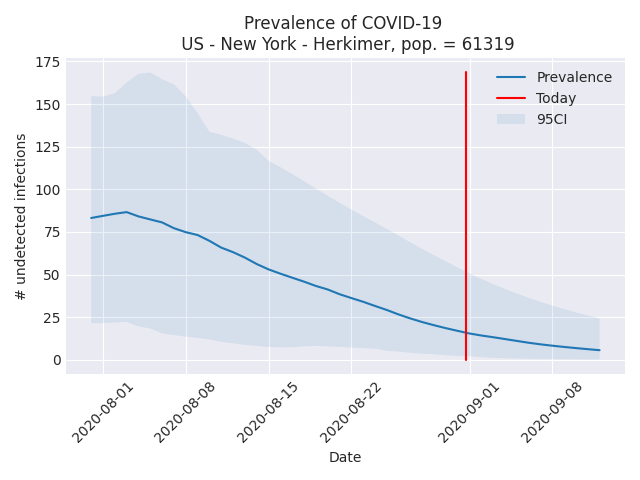 Prevalence of COVID-19
US - New York - Herkimer, pop. = 61319
175
150
125
100
75
50
25
0
# undetected infections
Prevalence
Today
95CI
2020-08-01
2020-08-08
2020-08-15
2020-08-22
2020-09-01
2020-09-08
Date